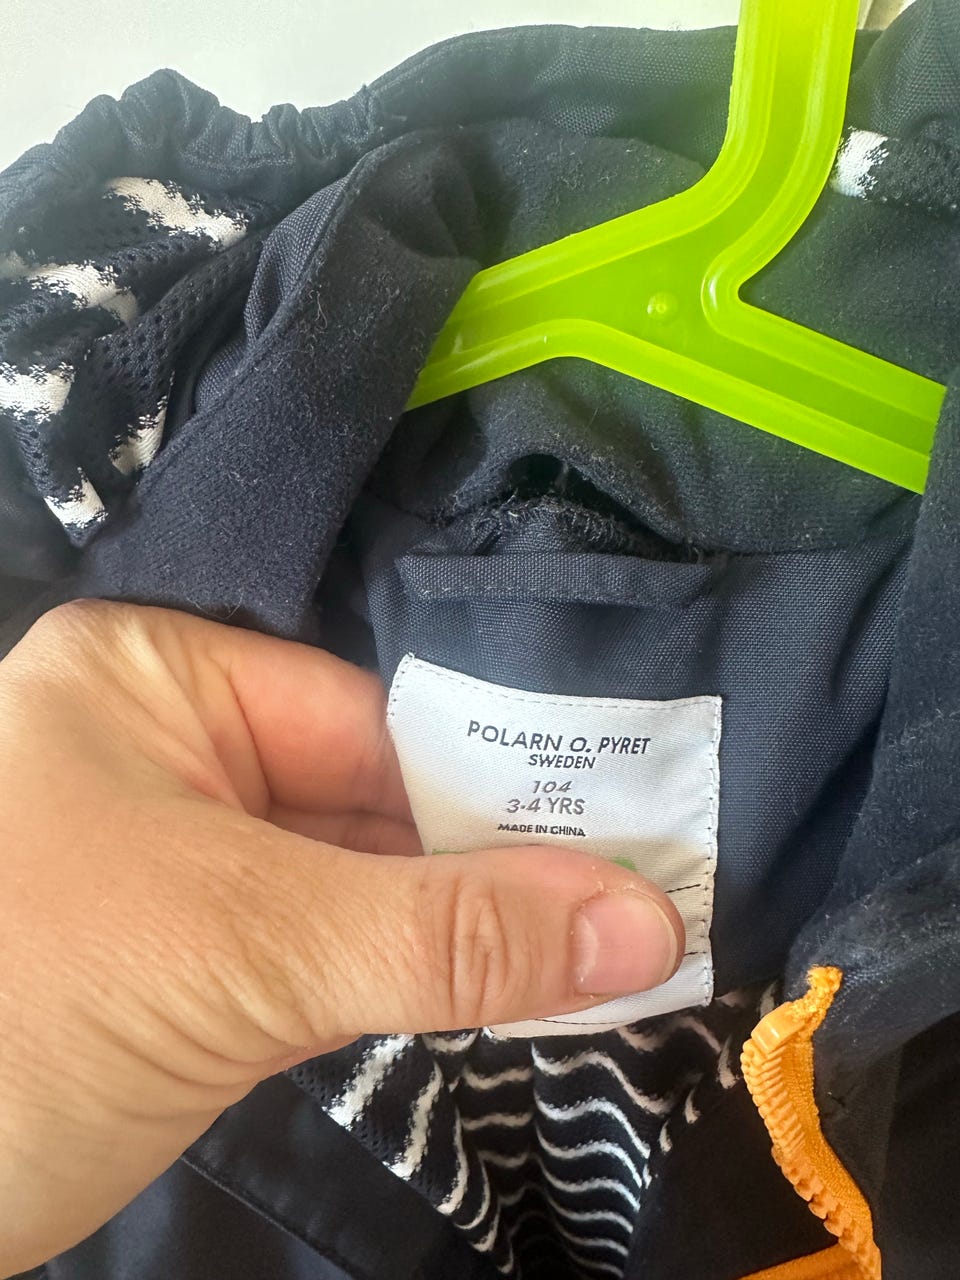 POLARN O. PYRET
SWEDEN
104
3-4 YRS
MADE IN CHINA